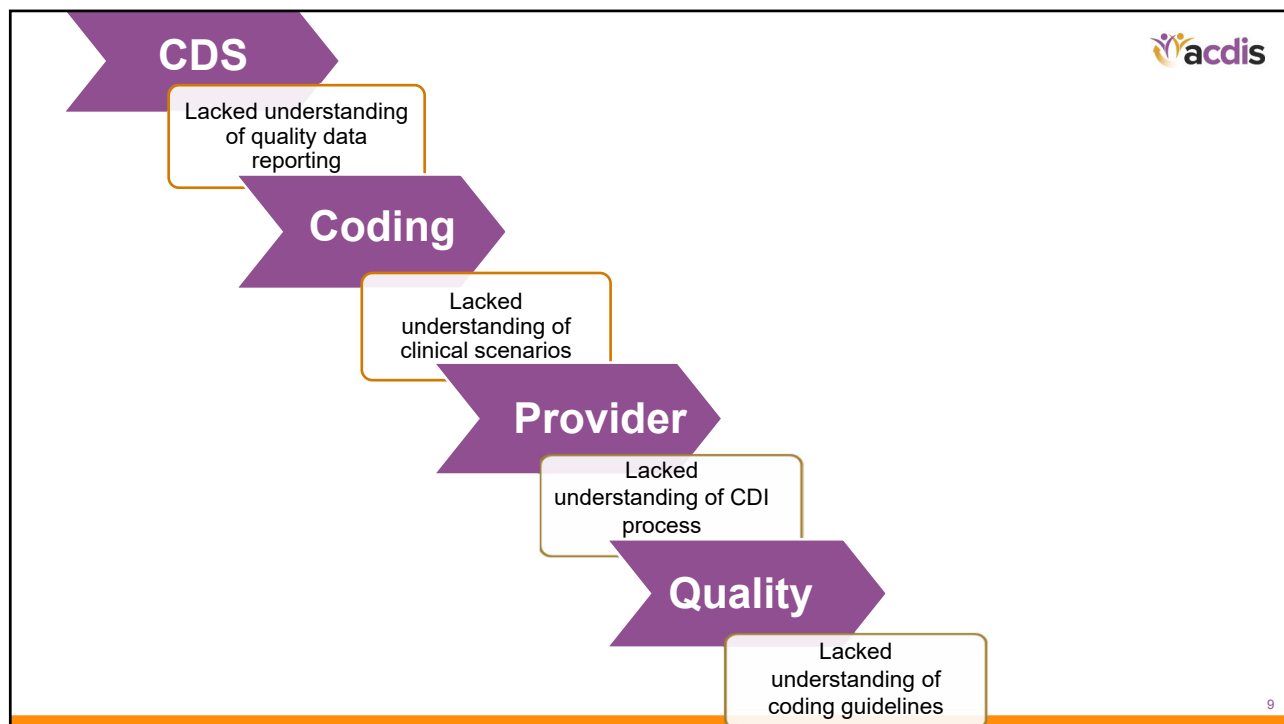 CDS
acdis
Lacked understanding
of quality data
reporting
Coding
Lacked
understanding of
clinical scenarios
Provider
Lacked
understanding of CDI
process
Quality
Lacked
understanding of
coding guidelines
9